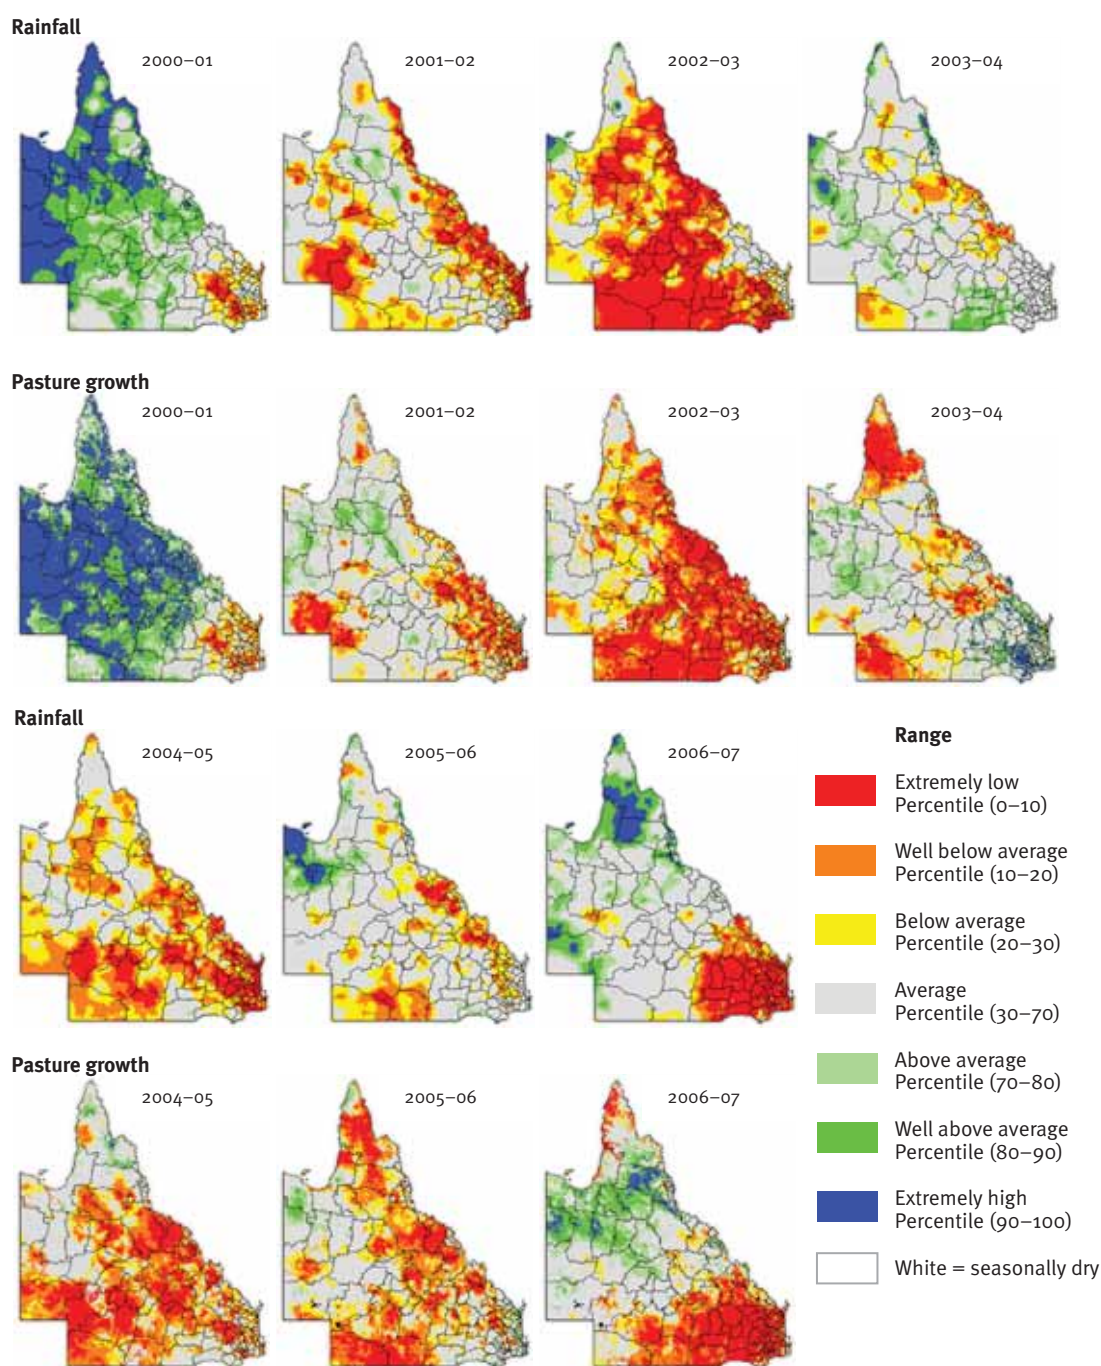 Rainfall
2000–01
2001–02
2002–03
2003–04
Pasture growth
2000–01
2001–02
2002–03
2003–04
Rainfall
2004–05
2005–06
2006–07
Pasture growth
2004–05
2005–06
2006–07
Range
Extremely low
Percentile (0–10)
Well below average
Percentile (10–20)
Below average
Percentile (20–30)
Average
Percentile (30–70)
Above average
Percentile (70–80)
Well above average
Percentile (80–90)
Extremely high
Percentile (90–100)
White = seasonally dry